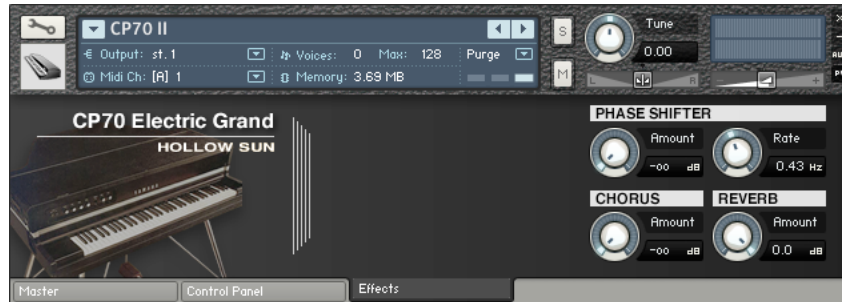 CP70 II
S
Tune
0.00
Output: st. 1
Voices: 0 Max: 128
Purge
Midi Ch: [A] 1
Memory: 3.69 MB
M
L
R
- +
CP70 Electric Grand
HOLLOW SUN
YAMAHA
PHASE SHIFTER
Amount
-oo dB
Rate
0.43 Hz
CHORUS
Amount
-oo dB
REVERB
Amount
0.0 dB
Master
Control Panel
Effects